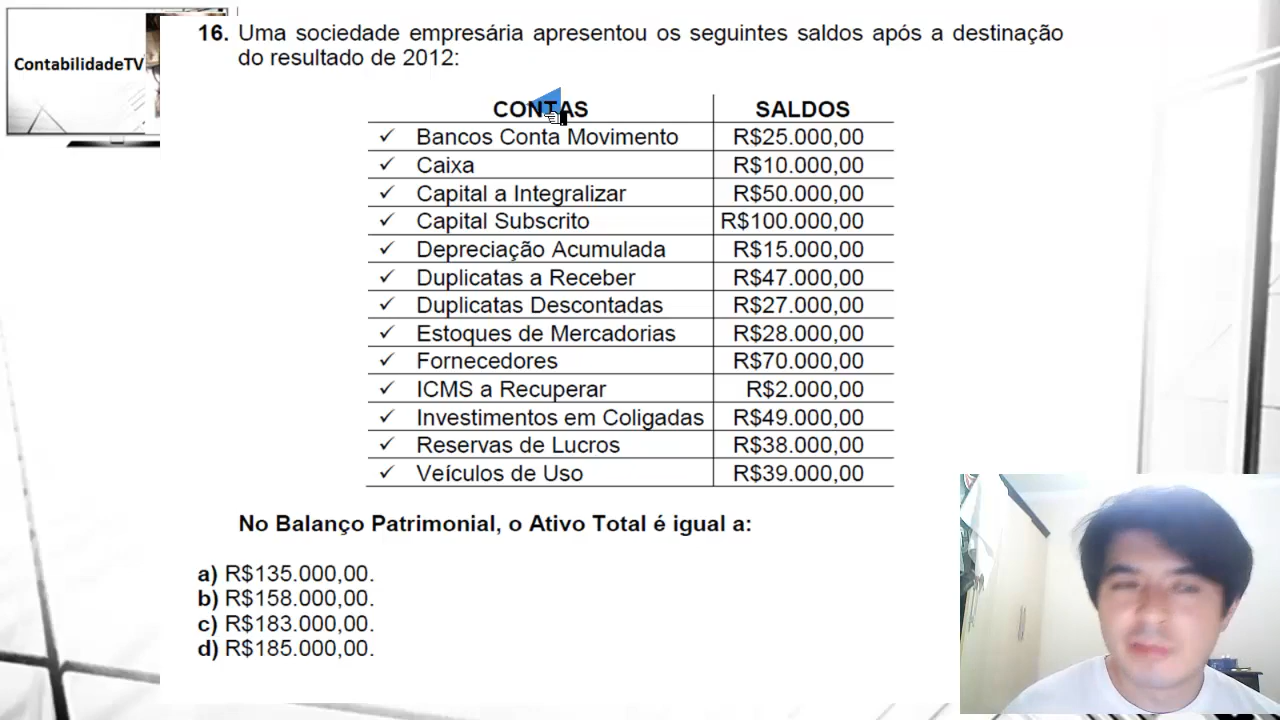 ContabilidadeTV
16. Uma sociedade empresária apresentou os seguintes saldos após a destinação
do resultado de 2012:
CONTAS SALDOS
✓ Bancos Conta Movimento R$25.000,00
✓ Caixa R$10.000,00
✓ Capital a Integralizar R$50.000,00
✓ Capital Subscrito R$100.000,00
✓ Depreciação Acumulada R$15.000,00
✓ Duplicatas a Receber R$47.000,00
✓ Duplicatas Descontadas R$27.000,00
✓ Estoques de Mercadorias R$28.000,00
✓ Fornecedores R$70.000,00
✓ ICMS a Recuperar R$2.000,00
✓ Investimentos em Coligadas R$49.000,00
✓ Reservas de Lucros R$38.000,00
✓ Veículos de Uso R$39.000,00
No Balanço Patrimonial, o Ativo Total é igual a:
a) R$135.000,00.
b) R$158.000,00.
c) R$183.000,00.
d) R$185.000,00.